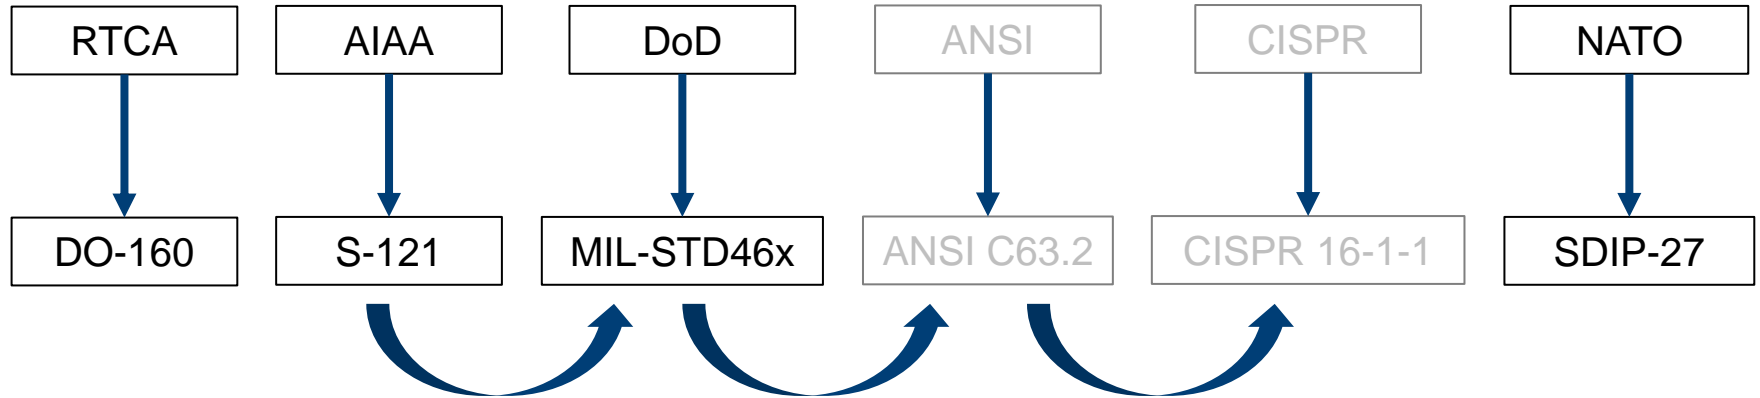 RTCA
AIAA
DoD
ANSI
CISPR
NATO
DO-160
S-121
MIL-STD46x
ANSI C63.2
CISPR 16-1-1
SDIP-27